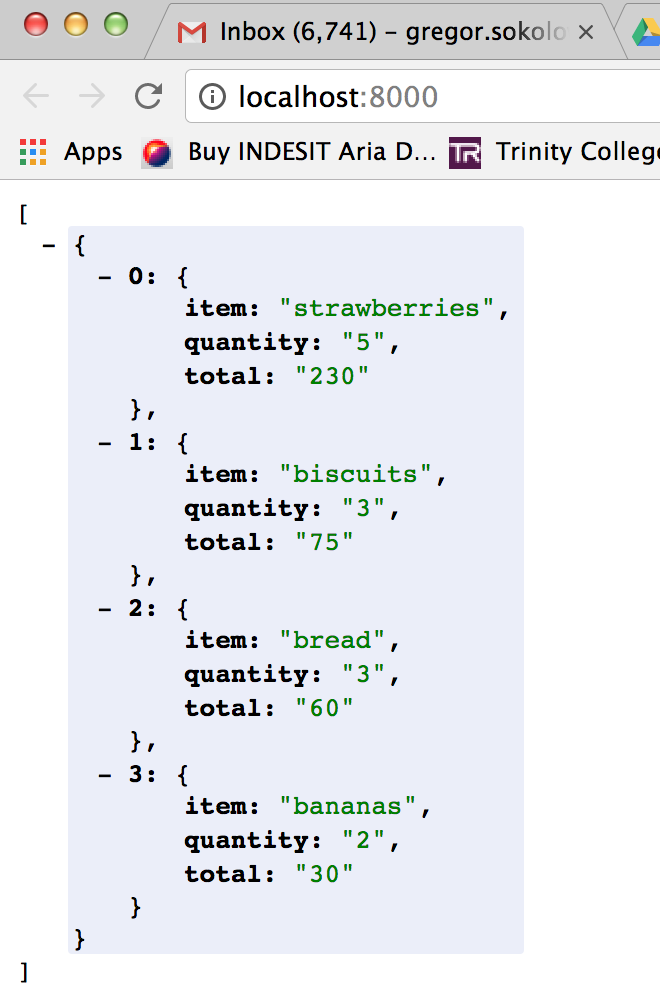 Inbox (6,741) – gregor.sokolo
localhost:8000
Apps Buy INDESIT Aria D... TR Trinity College
[
– {
– 0: {
item: "strawberries",
quantity: "5",
total: "230"
},
– 1: {
item: "biscuits",
quantity: "3",
total: "75"
},
– 2: {
item: "bread",
quantity: "3",
total: "60"
},
– 3: {
item: "bananas",
quantity: "2",
total: "30"
}
}
]